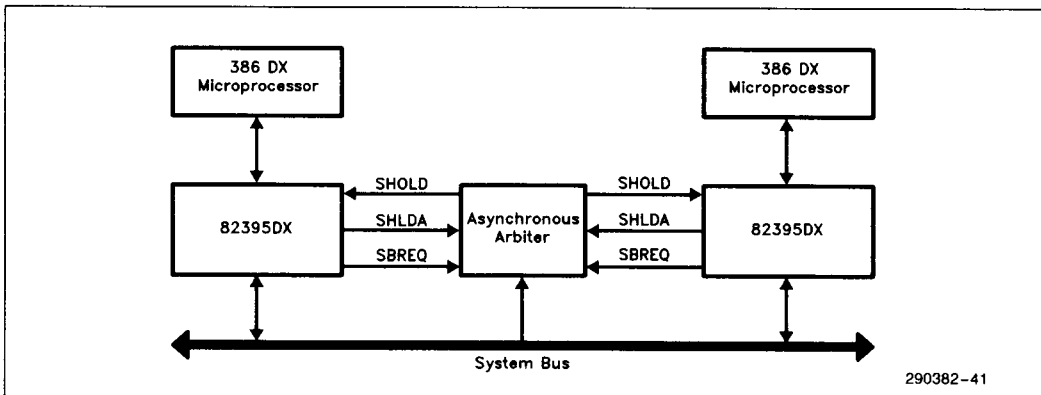 386 DX
Microprocessor
386 DX
Microprocessor
82395DX
SHOLD
SHLDA
SBREQ
Asynchronous
Arbiter
SHOLD
SHLDA
SBREQ
82395DX
System Bus
290382-41